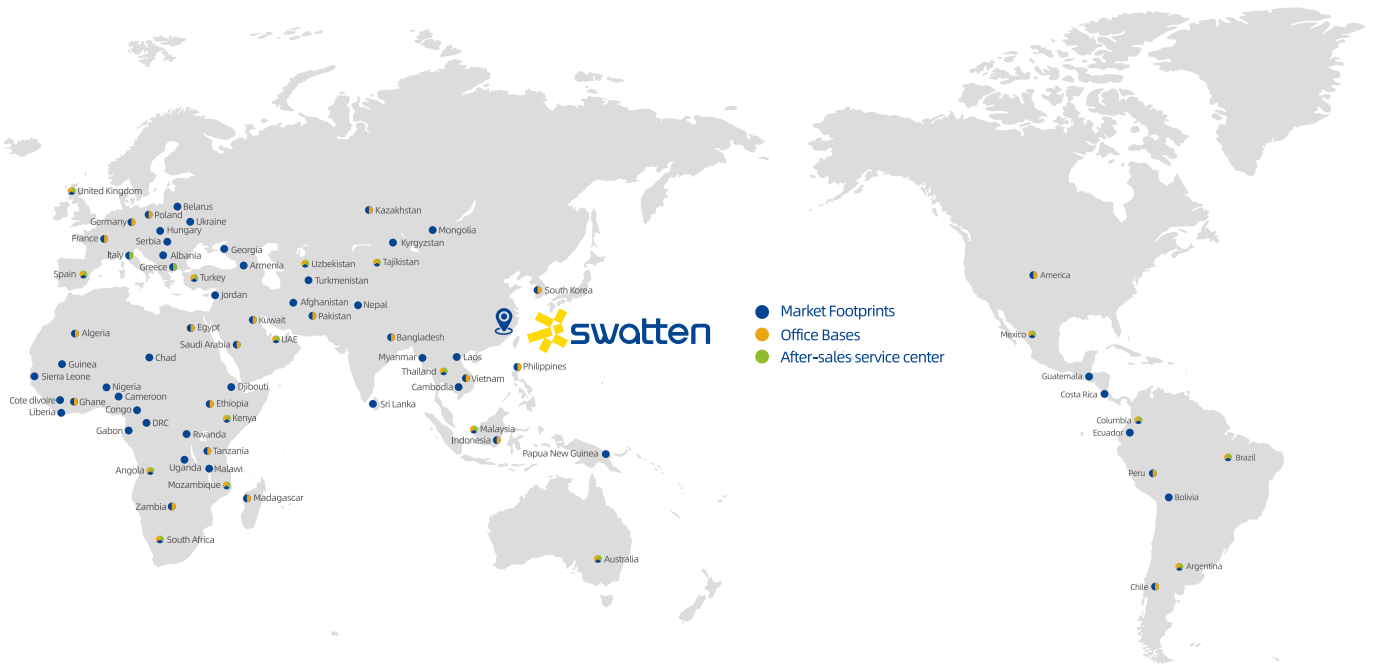 United Kingdom
Belarus
Poland
Germany
Ukraine
Hungary
France
Serbia
Georgia
Italy
Albania
Greece
Armenia
Spain
Turkey
Jordan
Kazakhstan
Mongolia
Kyrgyzstan
Uzbekistan
Tajikistan
Turkmenistan
Afghanistan
Nepal
Pakistan
South Korea
swatten
Market Footprints
Office Bases
After-sales service center
Kuwait
Egypt
Algeria
Saudi Arabia
UAE
Bangladesh
Myanmar
Laos
Thailand
Philippines
Vietnam
Cambodia
Sri Lanka
Chad
Guinea
Sierra Leone
Nigeria
Djibouti
Cameroon
Cote dlvoire
Ghane
Congo
Ethiopia
Liberia
Kenya
DRC
Gabon
Rwanda
Tanzania
Uganda
Malawi
Angola
Mozambique
Madagascar
Zambia
South Africa
Malaysia
Indonesia
Papua New Guinea
Australia
America
Mexico
Guatemala
Costa Rica
Columbia
Ecuador
Brazil
Peru
Bolivia
Argentina
Chile